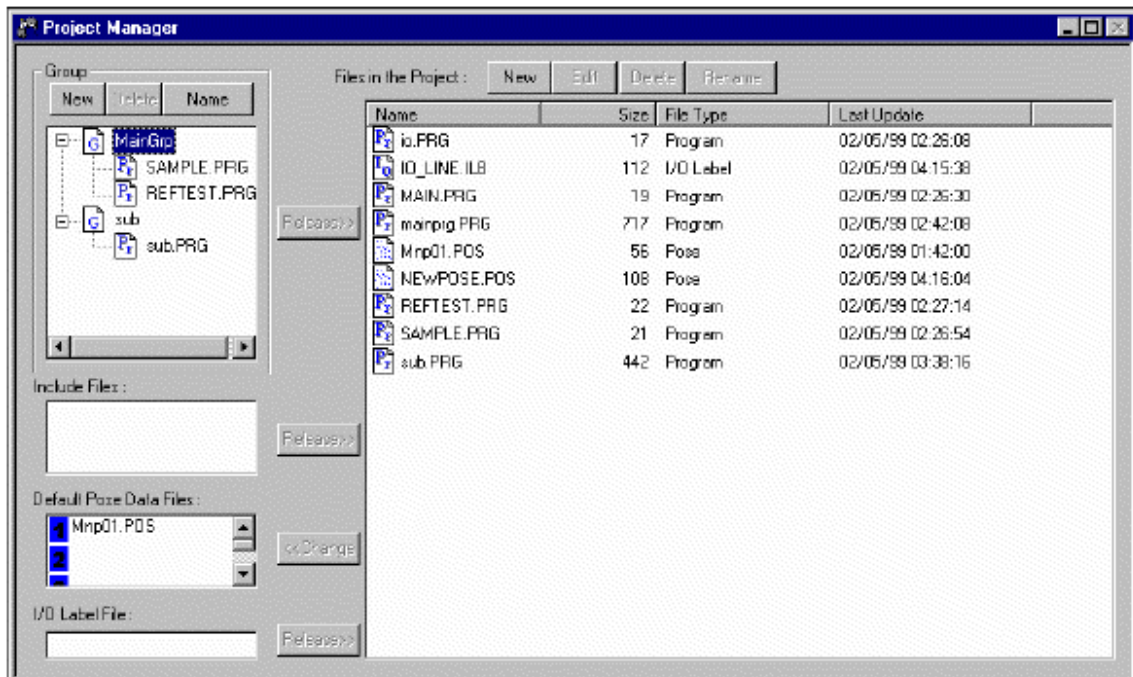 Project Manager
Group
New Delete Name
MainGrp
SAMPLE.PRG
REFTEST.PRG
sub
sub.PRG
Release>>
Include Files :
Release>>
Default Poze Data Files :
1 Mnp01.POS
2
<<Change
I/O Label File :
Release>>
Files in the Project : New Edit Delete Rename
Name Size File Type Last Update
io.PRG 17 Program 02/05/99 02:26:08
IO_LINE.ILB 112 I/O Label 02/05/99 04:15:38
MAIN.PRG 19 Program 02/05/99 02:26:30
mainprg.PRG 717 Program 02/05/99 02:42:08
Mnp01.POS 56 Pose 02/05/99 01:42:00
NEWPOSE.POS 108 Pose 02/05/99 04:16:04
REFTEST.PRG 22 Program 02/05/99 02:27:14
SAMPLE.PRG 21 Program 02/05/99 02:26:54
sub.PRG 442 Program 02/05/99 03:38:16